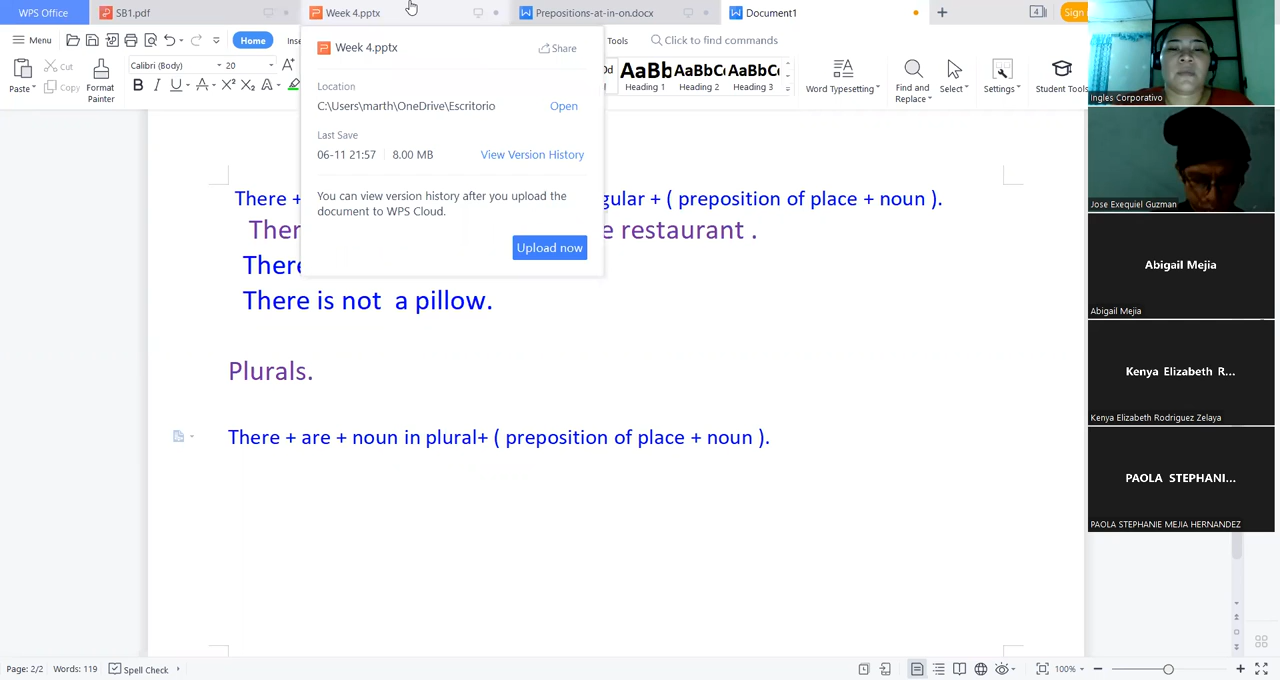 WPS Office SB1.pdf Week 4.pptx Prepositions-at-in-on.docx Document1 + 4 Sign
Menu Home Tools Click to find commands
Paste Cut Copy Format Painter Calibri (Body) 20 B I U Heading 1 Heading 2 Heading 3 Word Typesetting Find and Replace Select Settings Student Tools
AaBb AaBbC AaBbC
Week 4.pptx Share
Location
C:\Users\marth\OneDrive\Escritorio Open
Last Save
06-11 21:57 8.00 MB View Version History
You can view version history after you upload the
document to WPS Cloud.
Upload now
There + gular + ( preposition of place + noun ).
restaurant .
There
There is not a pillow.
Plurals.
There + are + noun in plural+ ( preposition of place + noun ).
Ingles Corporativo
Jose Exequiel Guzman
Abigail Mejia
Abigail Mejia
Kenya Elizabeth R...
Kenya Elizabeth Rodriguez Zelaya
PAOLA STEPHANI...
PAOLA STEPHANIE MEJIA HERNANDEZ
Page: 2/2 Words: 119 Spell Check 100%